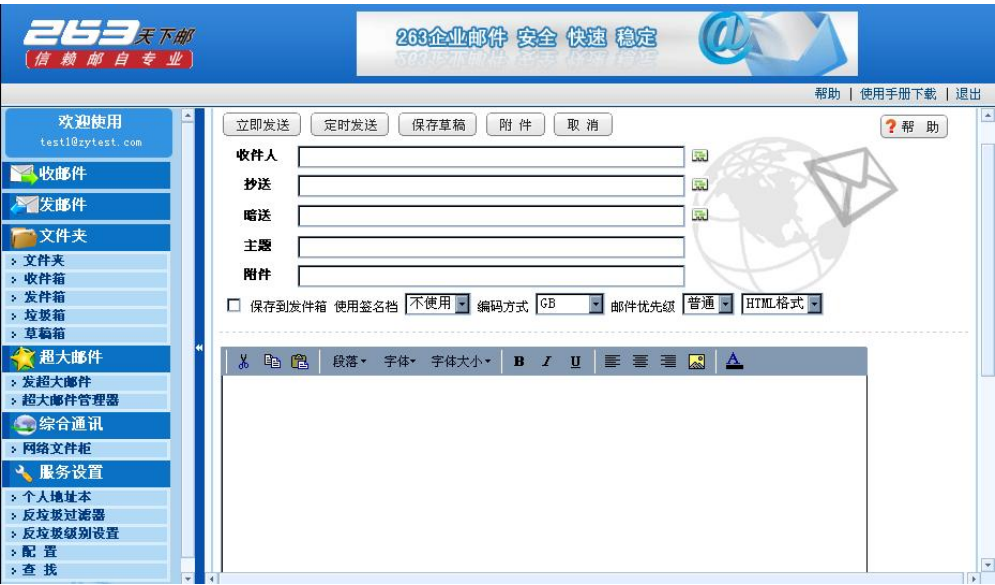 263天下邮
信赖邮自专业
263企业邮件 安全 快速 稳定
帮助 | 使用手册下载 | 退出
欢迎使用
test1@zytest.com
收邮件
发邮件
文件夹
文件夹
收件箱
发件箱
垃圾箱
草稿箱
超大邮件
发超大邮件
超大邮件管理器
综合通讯
网络文件柜
服务设置
个人地址本
反垃圾过滤器
反垃圾级别设置
配 置
查 找
立即发送 定时发送 保存草稿 附 件 取 消 ?帮 助
收件人
抄送
暗送
主题
附件
保存到发件箱 使用签名档 不使用 编码方式 GB 邮件优先级 普通 HTML格式
段落 字体 字体大小 B I U A